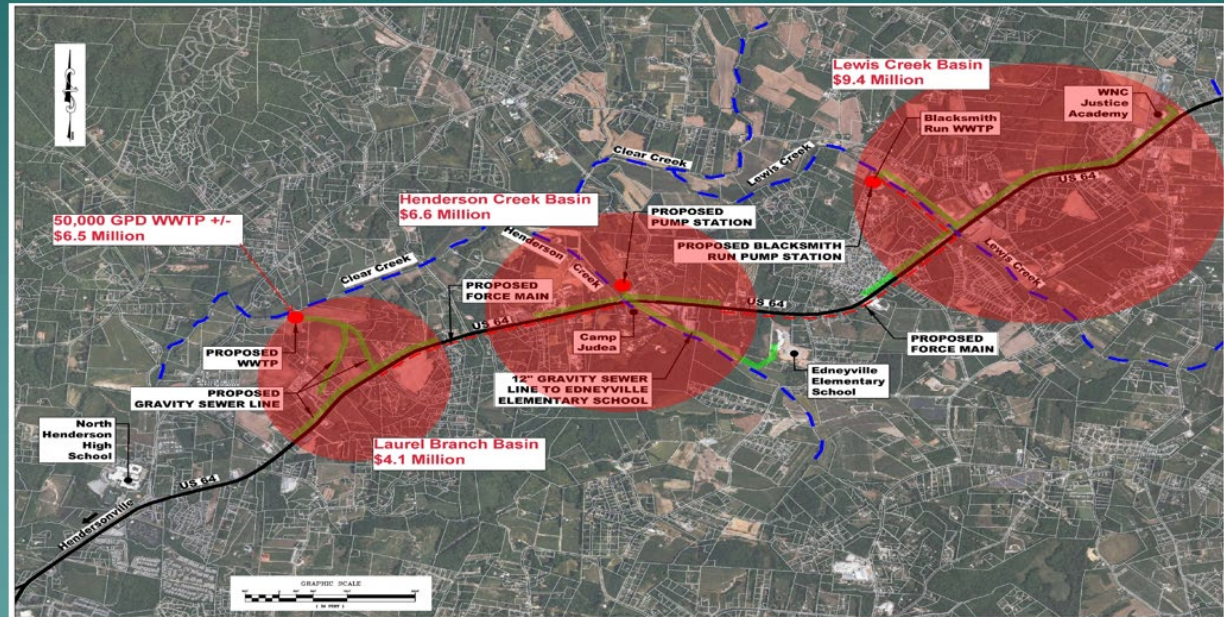 Lewis Creek Basin
$9.4 Million
WNC
Justice
Academy
Blacksmith
Run WWTP
Clear Creek
Lewis Creek
US 64
Henderson Creek Basin
$6.6 Million
PROPOSED
PUMP STATION
50,000 GPD WWTP +/-
$6.5 Million
Henderson Creek
PROPOSED BLACKSMITH
RUN PUMP STATION
Lewis Creek
Clear Creek
PROPOSED
FORCE MAIN
US 64
US 64
Camp
Judea
PROPOSED
WWTP
PROPOSED
FORCE MAIN
PROPOSED
GRAVITY SEWER LINE
12" GRAVITY SEWER
LINE TO EDNEYVILLE
ELEMENTARY SCHOOL
Edneyville
Elementary
School
North
Henderson
High
School
Laurel Branch Basin
$4.1 Million
US 64
Hendersonville
GRAPHIC SCALE
( IN FEET )